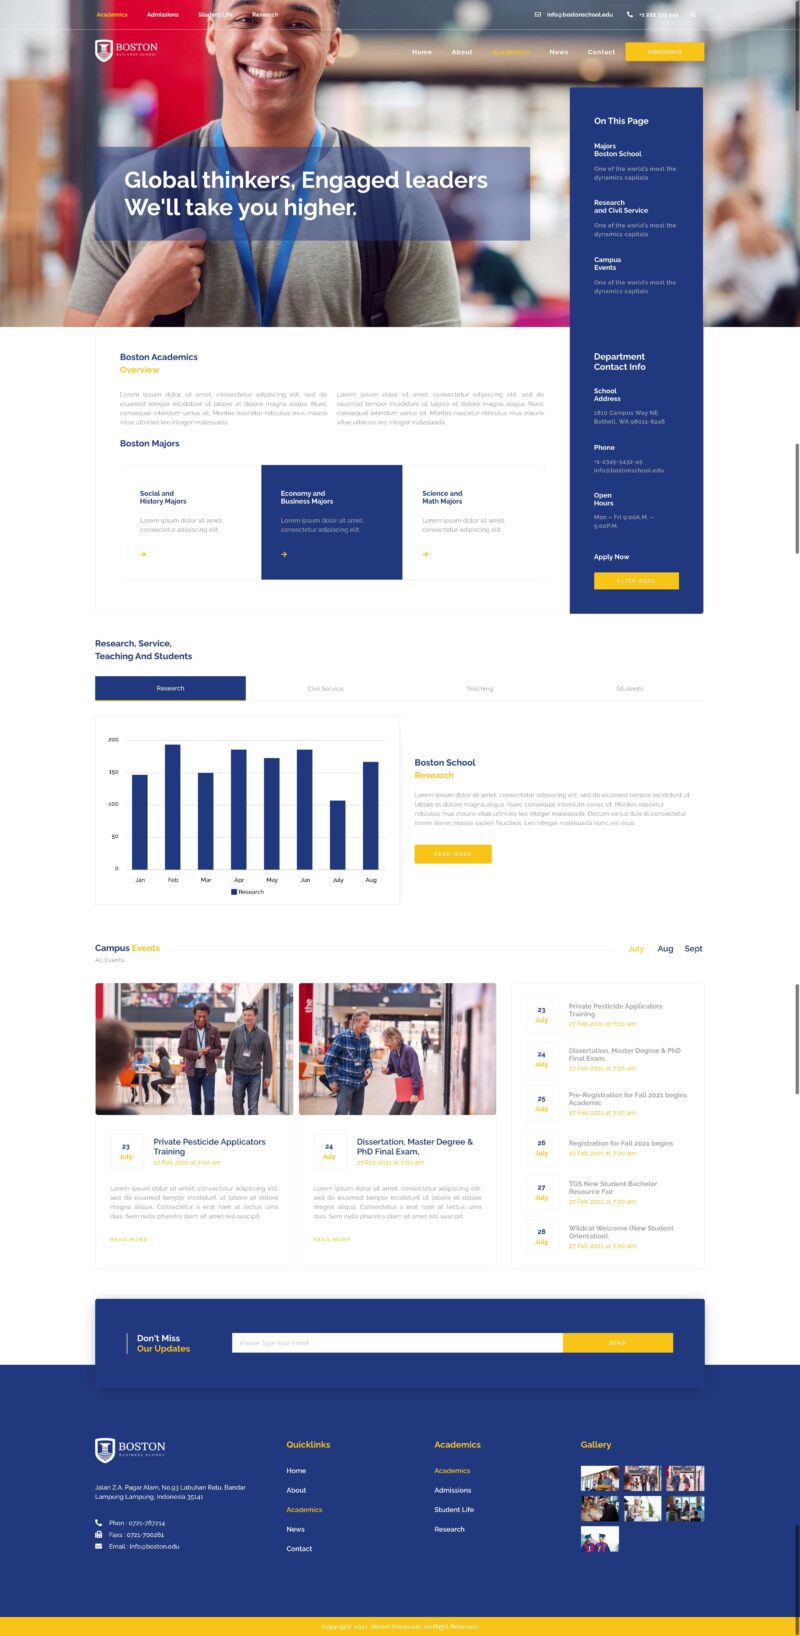 Academics Admissions Student Life Research info@bostonschool.edu +1 222 333 444
BOSTON
BUSINESS SCHOOL
Home About Academics News Contact Admissions
Global thinkers, Engaged leaders
We'll take you higher.
On This Page
Majors
Boston School
One of the world's most the
dynamics capitals
Research
and Civil Service
One of the world's most the
dynamics capitals
Campus
Events
One of the world's most the
dynamics capitals
Department
Contact Info
School
Address
1810 Campus Way NE
Bothell, WA 98011-8246
Phone
+1-2345-5432-45
info@bostonschool.edu
Open
Hours
Mon – Fri 9:00A.M. –
5:00P.M.
Apply Now
CLICK HERE
Boston Academics
Overview
Lorem ipsum dolor sit amet, consectetur adipiscing elit, sed do
eiusmod tempor incididunt ut labore et dolore magna aliqua. Nunc
consequat interdum varius sit. Montes nascetur ridiculus mus mauris
vitae ultricies leo integer malesuada.
Lorem ipsum dolor sit amet, consectetur adipiscing elit, sed do
eiusmod tempor incididunt ut labore et dolore magna aliqua. Nunc
consequat interdum varius sit. Montes nascetur ridiculus mus mauris
vitae ultricies leo integer malesuada.
Boston Majors
Social and
History Majors
Lorem ipsum dolor sit amet,
consectetur adipiscing elit
Economy and
Business Majors
Lorem ipsum dolor sit amet,
consectetur adipiscing elit
Science and
Math Majors
Lorem ipsum dolor sit amet,
consectetur adipiscing elit
Research, Service,
Teaching And Students
Research Civil Service Teaching Students
200
150
100
50
0
Jan Feb Mar Apr May Jun July Aug
Research
Boston School
Research
Lorem ipsum dolor sit amet, consectetur adipiscing elit, sed do eiusmod tempor incididunt ut
labore et dolore magna aliqua. Nunc consequat interdum varius sit. Montes nascetur
ridiculus mus mauris vitae ultricies leo integer malesuada. Dictum varius duis at consectetur
lorem donec massa sapien faucibus. Leo integer malesuada nunc vel risus.
READ MORE
Campus Events
All Events
July Aug Sept
23
July
Private Pesticide Applicators
Training
27 Feb 2021 at 7:00 am
Lorem ipsum dolor sit amet, consectetur adipiscing elit,
sed do eiusmod tempor incididunt ut labore et dolore
magna aliqua. Consectetur a erat nam at lectus urna
duis. Sem nulla pharetra diam sit amet nisl suscipit.
READ MORE
24
July
Dissertation, Master Degree &
PhD Final Exam,
27 Feb 2021 at 7:00 am
Lorem ipsum dolor sit amet, consectetur adipiscing elit,
sed do eiusmod tempor incididunt ut labore et dolore
magna aliqua. Consectetur a erat nam at lectus urna
duis. Sem nulla pharetra diam sit amet nisl suscipit.
READ MORE
23
July
Private Pesticide Applicators
Training
27 Feb 2021 at 7:00 am
24
July
Dissertation, Master Degree & PhD
Final Exam,
27 Feb 2021 at 7:00 am
25
July
Pre-Registration for Fall 2021 begins
Academic
27 Feb 2021 at 7:00 am
26
July
Registration for Fall 2021 begins
27 Feb 2021 at 7:00 am
27
July
TGS New Student Bachelor
Resource Fair
27 Feb 2021 at 7:00 am
28
July
Wildcat Welcome (New Student
Orientation).
27 Feb 2021 at 7:00 am
Don't Miss
Our Updates
Please Type Your Email
SEND
BOSTON
BUSINESS SCHOOL
Jalan Z.A. Pagar Alam, No.93 Labuhan Ratu, Bandar
Lampung Lampung, Indonesia 35141
Phon : 0721-787214
Faxs : 0721-700261
Email : info@boston.edu
Quicklinks
Home
About
Academics
News
Contact
Academics
Academics
Admissions
Student Life
Research
Gallery
Copyright. 2021. Sistem Komputer. All Right Reserved